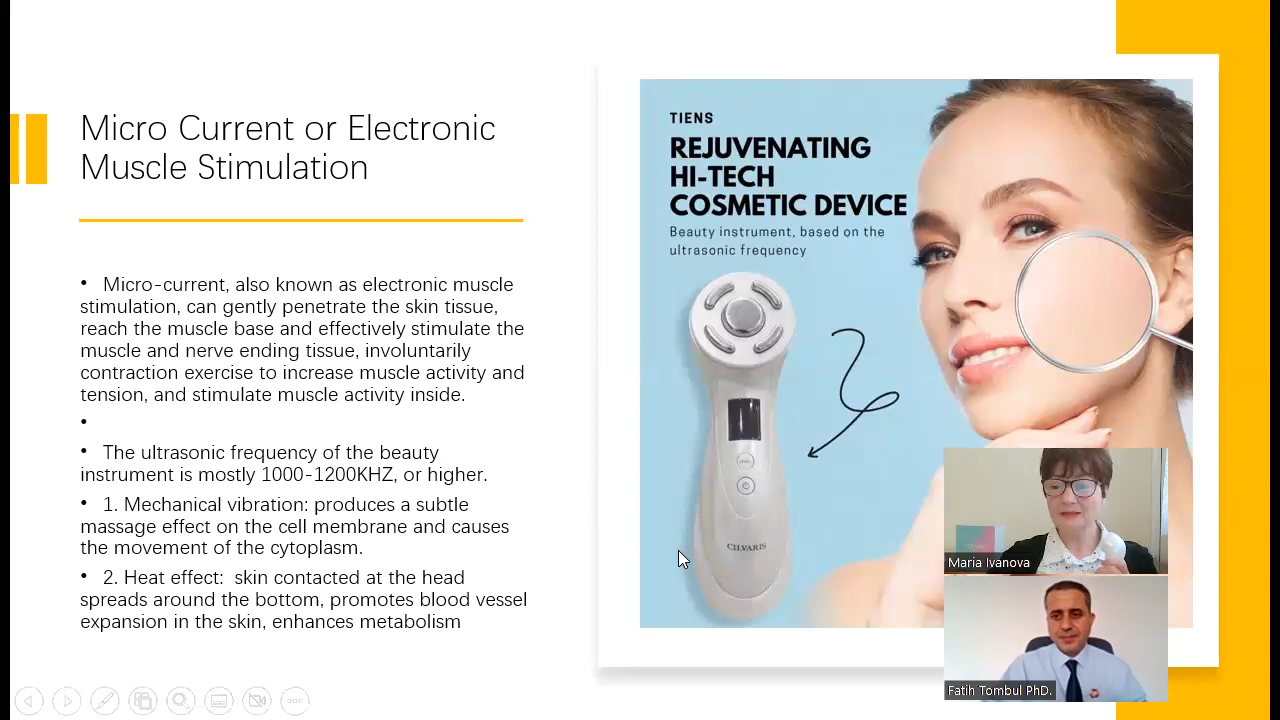 Micro Current or Electronic
Muscle Stimulation
• Micro-current, also known as electronic muscle
stimulation, can gently penetrate the skin tissue,
reach the muscle base and effectively stimulate the
muscle and nerve ending tissue, involuntarily
contraction exercise to increase muscle activity and
tension, and stimulate muscle activity inside.
•
• The ultrasonic frequency of the beauty
instrument is mostly 1000-1200KHZ, or higher.
• 1. Mechanical vibration: produces a subtle
massage effect on the cell membrane and causes
the movement of the cytoplasm.
• 2. Heat effect: skin contacted at the head
spreads around the bottom, promotes blood vessel
expansion in the skin, enhances metabolism
TIENS
REJUVENATING
HI-TECH
COSMETIC DEVICE
Beauty instrument, based on the
ultrasonic frequency
Maria Ivanova
Fatih Tombul PhD.